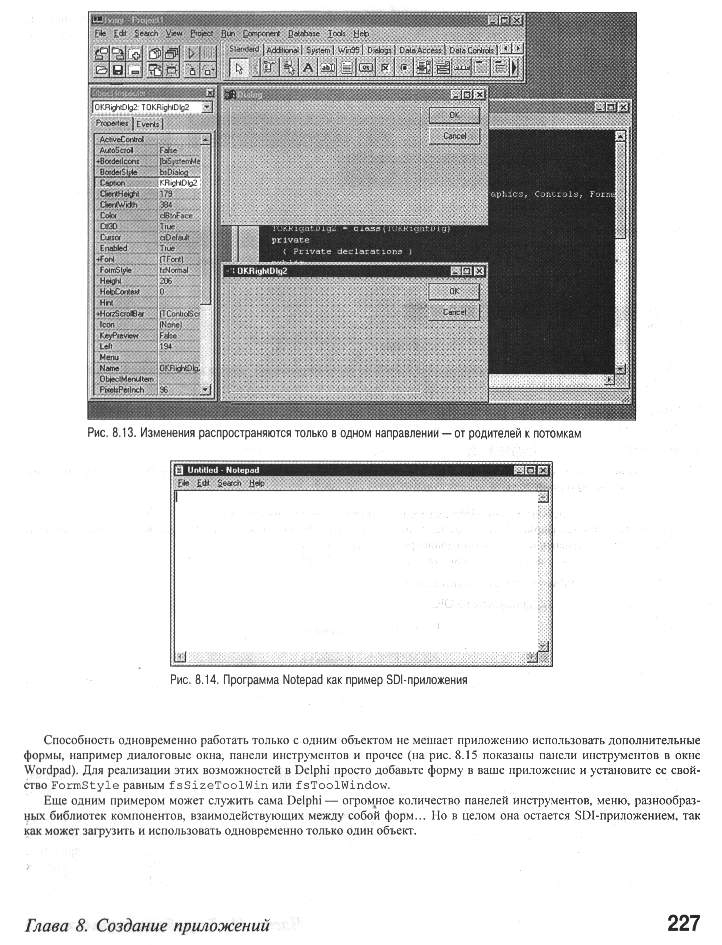 Project1
File Edit Search View Project Run Component Database Tools Help
Standard Additional System Win95 Dialogs Data Access Data Controls
Object Inspector
OKRightDlg2: TOKRightDlg2
Properties Events
ActiveControl
AutoScroll False
+BorderIcons [biSystemMe
BorderStyle bsDialog
Caption KRightDlg2
ClientHeight 179
ClientWidth 384
Color clBtnFace
Ctl3D True
Cursor crDefault
Enabled True
+Font (TFont)
FormStyle fsNormal
Height 206
HelpContext 0
Hint
+HorzScrollBar (TControlScr
Icon (None)
KeyPreview False
Left 194
Menu
Name OKRightDlg
ObjectMenuItem
PixelsPerInch 96
Dialog
OK
Cancel
aphics, Controls, Forms
TOKRightDlg2 = class(TOKRightDlg)
private
{ Private declarations }
OKRightDlg2
OK
Cancel
Рис. 8.13. Изменения распространяются только в одном направлении — от родителей к потомкам
Untitled - Notepad
File Edit Search Help
Рис. 8.14. Программа Notepad как пример SDI-приложения
Способность одновременно работать только с одним объектом не мешает приложению использовать дополнительные
формы, например диалоговые окна, панели инструментов и прочее (на рис. 8.15 показаны панели инструментов в окне
Wordpad). Для реализации этих возможностей в Delphi просто добавьте форму в ваше приложение и установите ее свой-
ство FormStyle равным fsSizeToolWin или fsToolWindow.
Еще одним примером может служить сама Delphi — огромное количество панелей инструментов, меню, разнообраз-
ных библиотек компонентов, взаимодействующих между собой форм... Но в целом она остается SDI-приложением, так
как может загрузить и использовать одновременно только один объект.
Глава 8. Создание приложений
227